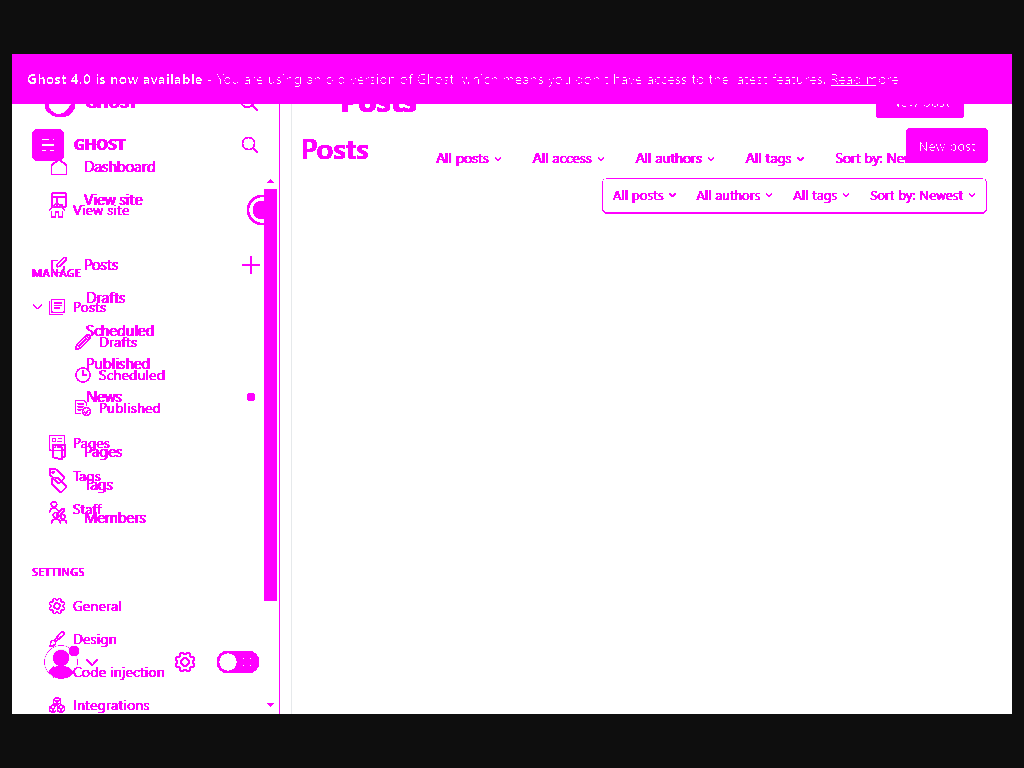 Ghost 4.0 is now available - You are using an old version of Ghost, which means you don't have access to the latest features. Read more
GHOST
Posts
New post
GHOST
Posts
New post
Dashboard
All posts
All access
All authors
All tags
Sort by: New
View site
View site
All posts
All authors
All tags
Sort by: Newest
Posts
MANAGE
Drafts
Posts
Scheduled
Drafts
Published
Scheduled
News
Published
Pages
Pages
Tags
Tags
Staff
Members
SETTINGS
General
Design
Code injection
Integrations